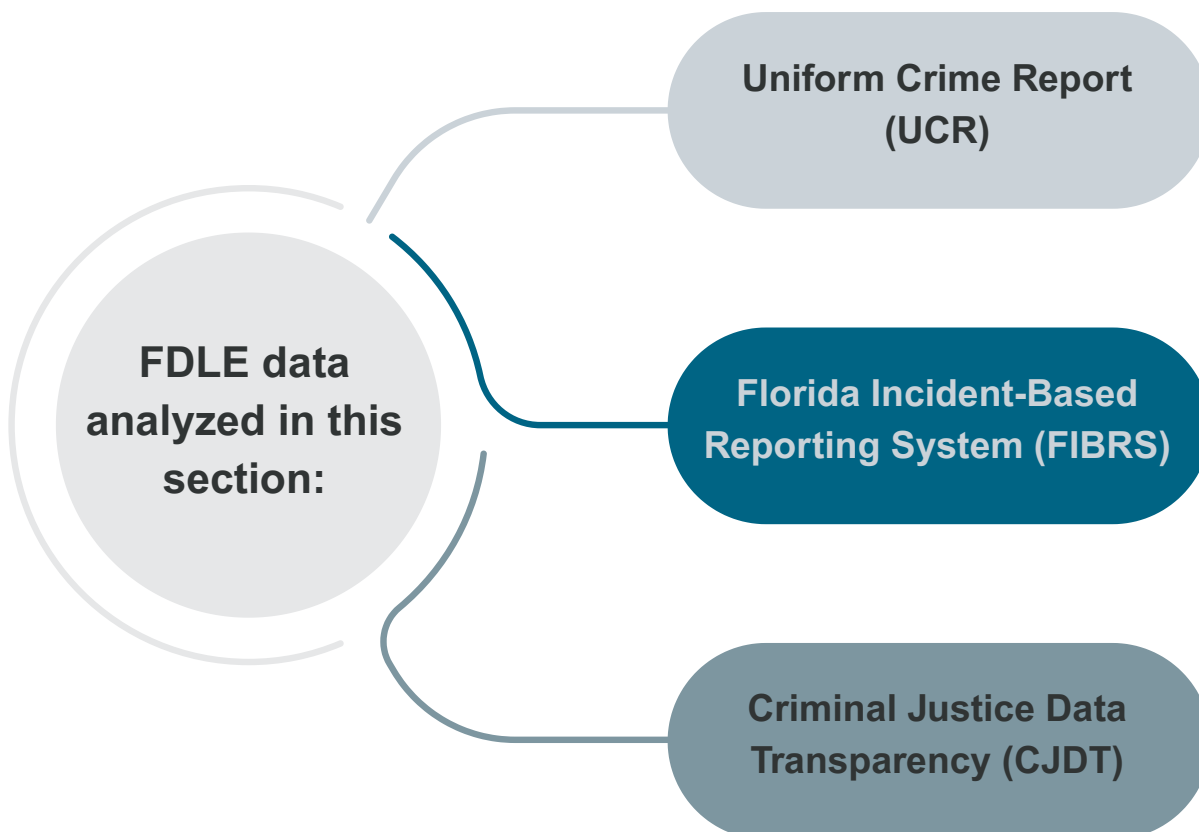 Uniform Crime Report
(UCR)
FDLE data
analyzed in this
section:
Florida Incident-Based
Reporting System (FIBRS)
Criminal Justice Data
Transparency (CJDT)